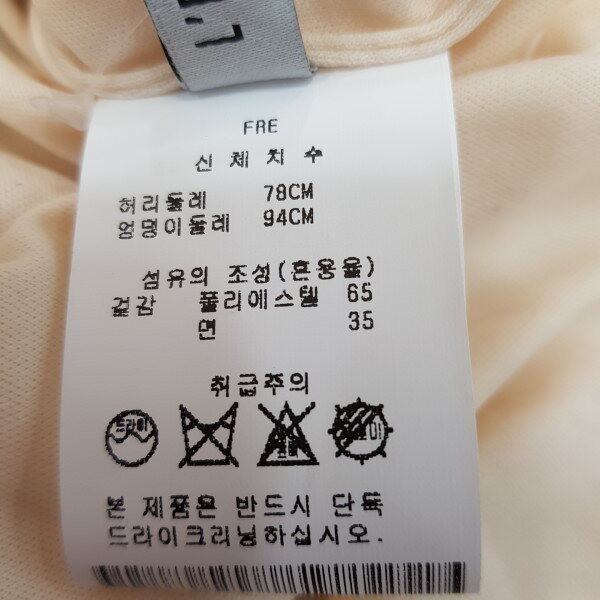 FRE
신체치수
허리둘레 78CM
엉덩이둘레 94CM
섬유의 조성(혼용율)
겉감 폴리에스텔 65
면 35
취급주의
드라이
본 제품은 반드시 단독
드라이크리닝하십시오.